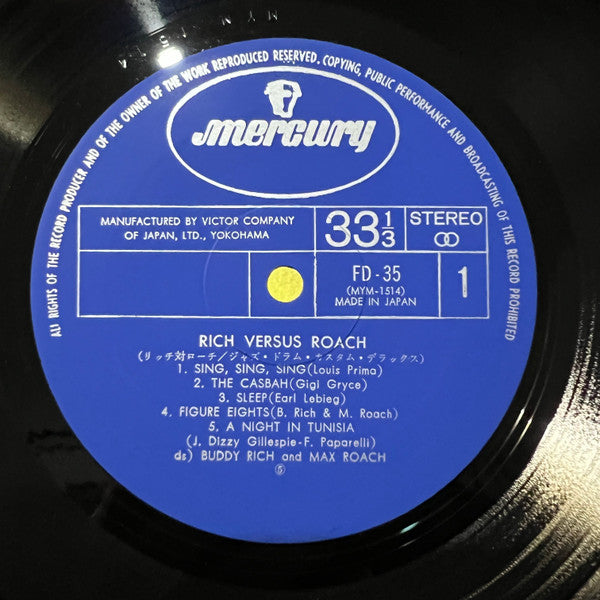 ALL RIGHTS OF THE RECORD PRODUCER AND OF THE OWNER OF THE WORK REPRODUCED RESERVED. COPYING, PUBLIC PERFORMANCE AND BROADCASTING OF THIS RECORD PROHIBITED
mercury
MANUFACTURED BY VICTOR COMPANY
OF JAPAN, LTD., YOKOHAMA
33 1/3
STEREO
FD-35
(MYM-1514)
MADE IN JAPAN
1
RICH VERSUS ROACH
(リッチ対ローチ/ジャズ・ドラム・カスタム・デラックス)
1. SING, SING, SING(Louis Prima)
2. THE CASBAH(Gigi Gryce)
3. SLEEP(Earl Lebieg)
4. FIGURE EIGHTS(B. Rich & M. Roach)
5. A NIGHT IN TUNISIA
(J. Dizzy Gillespie-F. Paparelli)
ds) BUDDY RICH and MAX ROACH
⑤